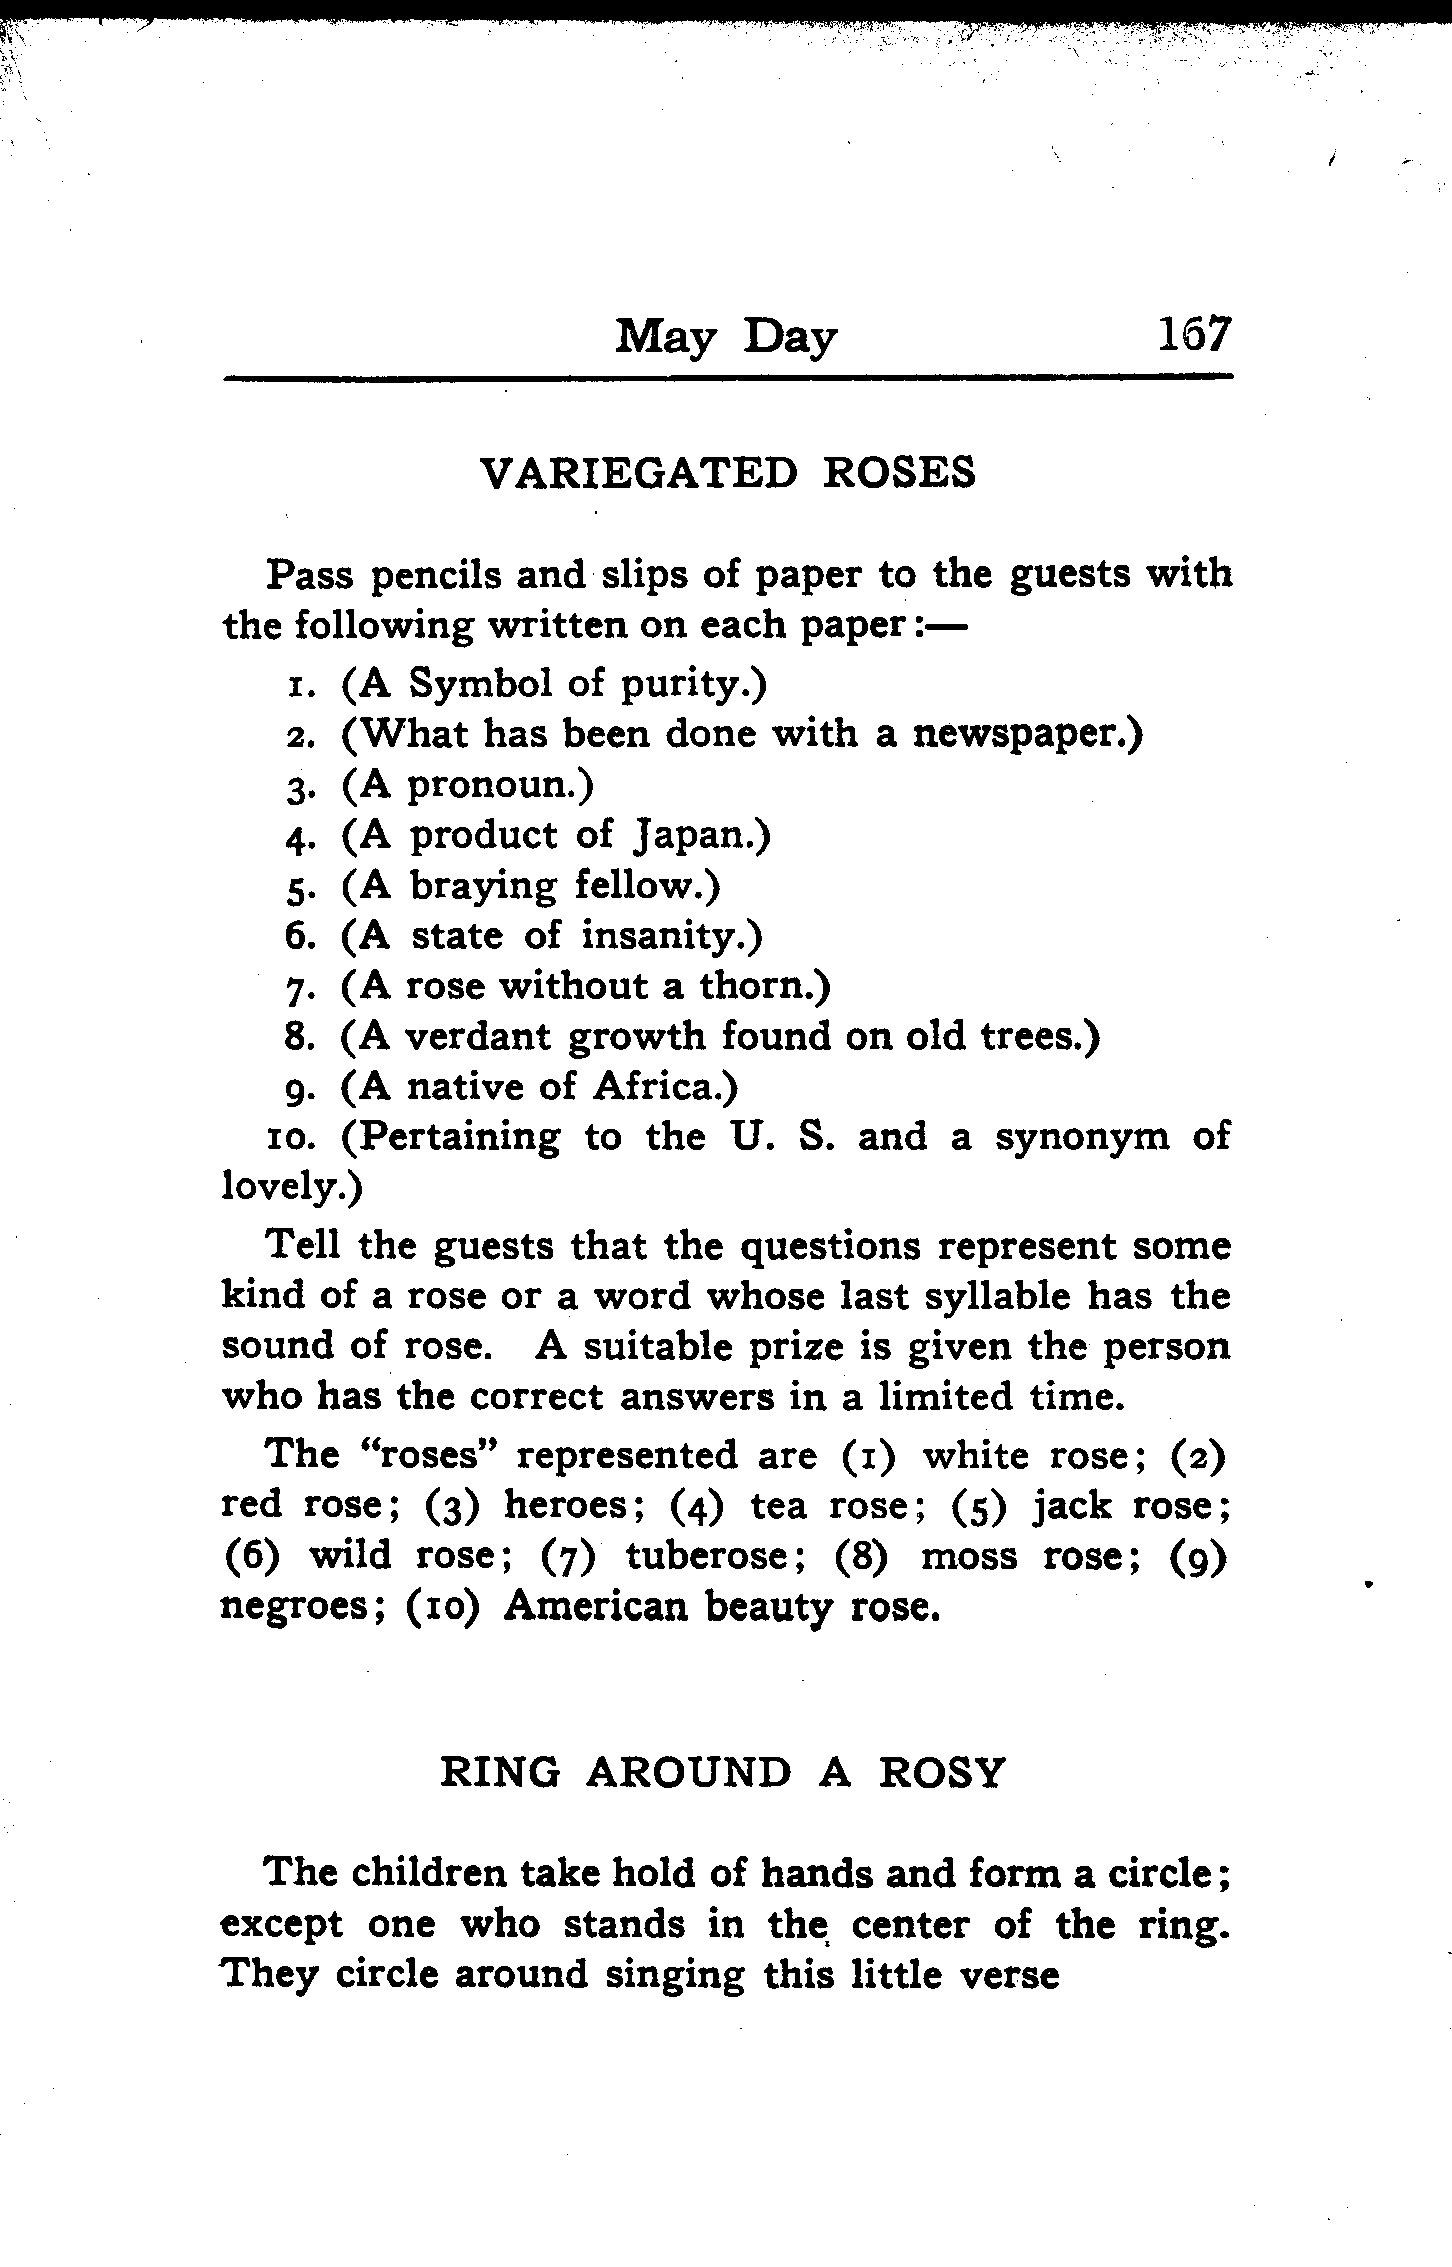 May Day 167
VARIEGATED ROSES
Pass pencils and slips of paper to the guests with
the following written on each paper:—
1. (A Symbol of purity.)
2. (What has been done with a newspaper.)
3. (A pronoun.)
4. (A product of Japan.)
5. (A braying fellow.)
6. (A state of insanity.)
7. (A rose without a thorn.)
8. (A verdant growth found on old trees.)
9. (A native of Africa.)
10. (Pertaining to the U. S. and a synonym of
lovely.)
Tell the guests that the questions represent some
kind of a rose or a word whose last syllable has the
sound of rose. A suitable prize is given the person
who has the correct answers in a limited time.
The “roses” represented are (1) white rose; (2)
red rose; (3) heroes; (4) tea rose; (5) jack rose;
(6) wild rose; (7) tuberose; (8) moss rose; (9)
negroes; (10) American beauty rose.
RING AROUND A ROSY
The children take hold of hands and form a circle;
except one who stands in the center of the ring.
They circle around singing this little verse